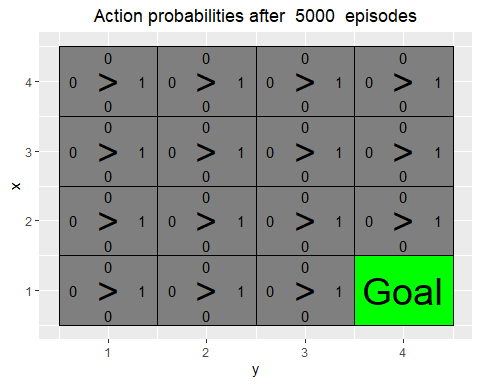 Action probabilities after 5000 episodes
0 0 0 0
4 0 > 1 0 > 1 0 > 1 0 > 1
0 0 0 0
0 0 0 0
3 0 > 1 0 > 1 0 > 1 0 > 1
0 0 0 0
0 0 0 0
2 0 > 1 0 > 1 0 > 1 0 > 1
0 0 0 0
0 0 0
1 0 > 1 0 > 1 0 > 1 Goal
0 0 0
x
1 2 3 4
y